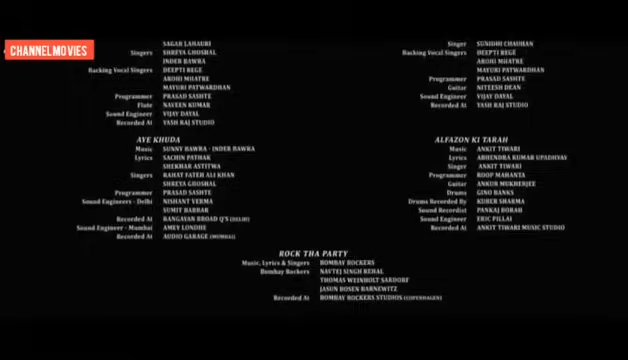 CHANNELMOVIES
SAGAR LAHAURI
Singers SHREYA GHOSHAL
INDER BAWRA
Backing Vocal Singers DEEPTI REGE
AROHI MHATRE
MAYURI PATWARDHAN
Programmer PRASAD SASHTE
Flute NAVEEN KUMAR
Sound Engineer VIJAY DAYAL
Recorded At YASH RAJ STUDIO
AYE KHUDA
Music SUNNY BAWRA - INDER BAWRA
Lyrics SACHIN PATHAK
SHEKHAR ASTITWA
Singers RAHAT FATEH ALI KHAN
SHREYA GHOSHAL
Programmer PRASAD SASHTE
Sound Engineers - Delhi NISHANT VERMA
SUMIT BABBAR
Recorded At RANGAYAN BROAD Q'S (DELHI)
Sound Engineer - Mumbai AMEY LONDHE
Recorded At AUDIO GARAGE (MUMBAI)
Singer SUNIDHI CHAUHAN
Backing Vocal Singers DEEPTI REGE
AROHI MHATRE
MAYURI PATWARDHAN
Programmer PRASAD SASHTE
Guitar NITEESH DEAN
Sound Engineer VIJAY DAYAL
Recorded At YASH RAJ STUDIO
ALFAZON KI TARAH
Music ANKIT TIWARI
Lyrics ABHENDRA KUMAR UPADHYAY
Singer ANKIT TIWARI
Programmer ROOP MAHANTA
Guitar ANKUR MUKHERJEE
Drums GINO BANKS
Drums Recorded By KUBER SHARMA
Sound Recordist PANKAJ BORAH
Sound Engineer ERIC PILLAI
Recorded At ANKIT TIWARI MUSIC STUDIO
ROCK THA PARTY
Music, Lyrics & Singers BOMBAY ROCKERS
Bombay Rockers NAVTEJ SINGH REHAL
THOMAS WEINHOLT SARDORF
JASUN BOSEN BARNEWITZ
Recorded At BOMBAY ROCKERS STUDIOS (COPENHAGEN)